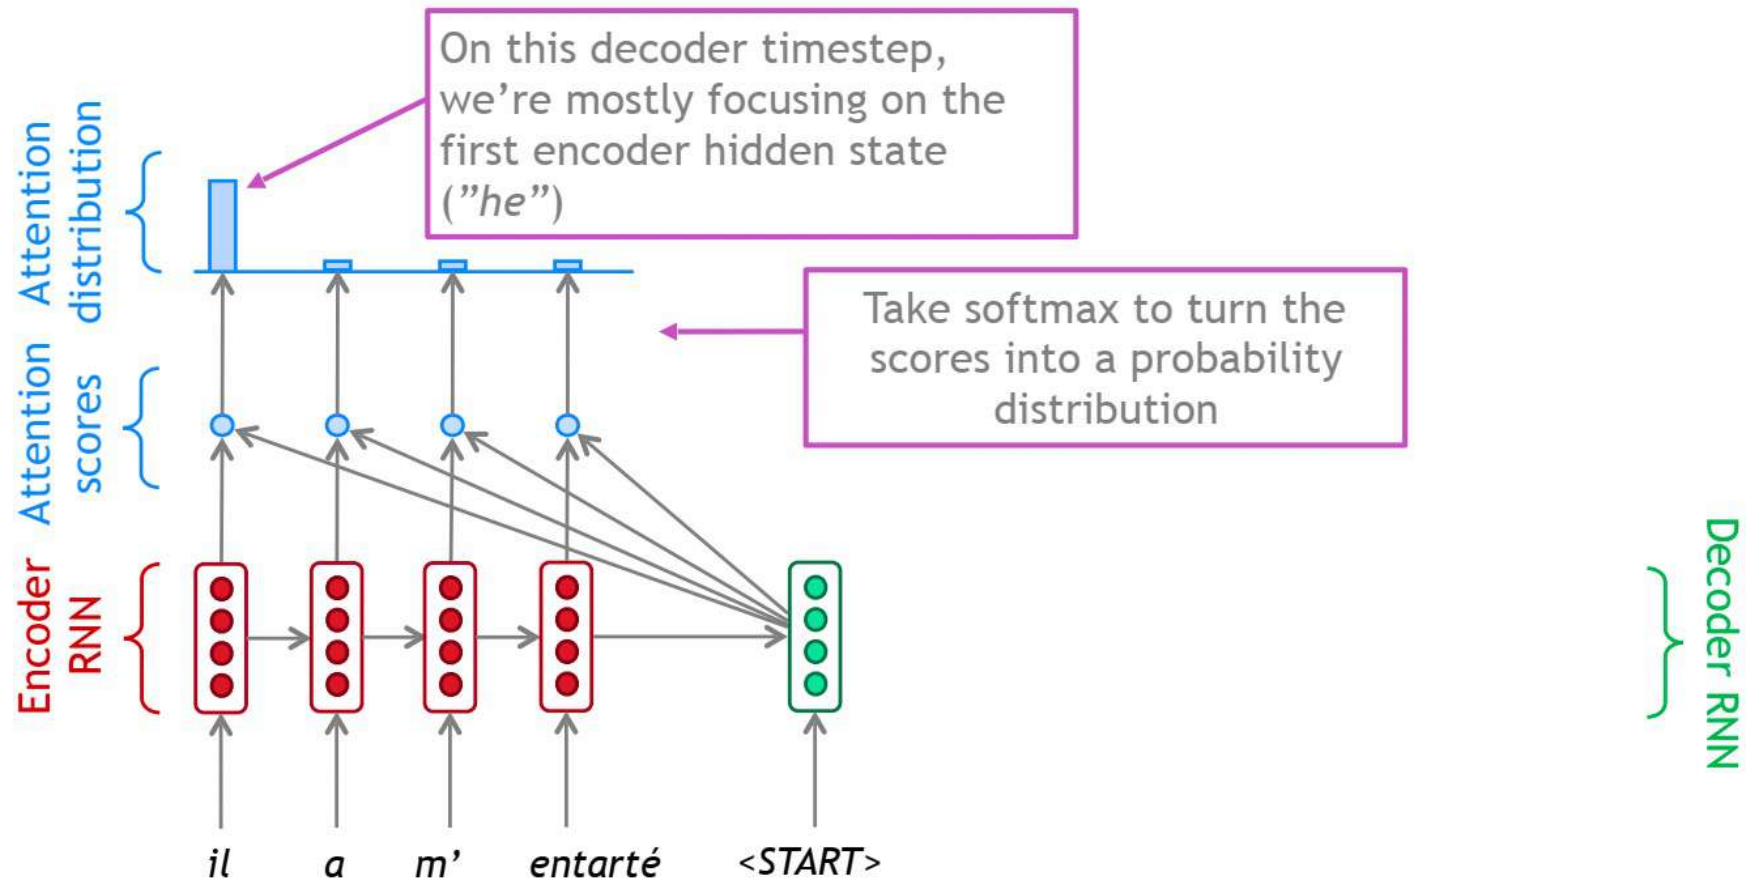 On this decoder timestep,
we’re mostly focusing on the
first encoder hidden state
(”he”)
Attention
distribution
Take softmax to turn the
scores into a probability
distribution
Attention
scores
Encoder
RNN
Decoder RNN
il a m’ entarté <START>